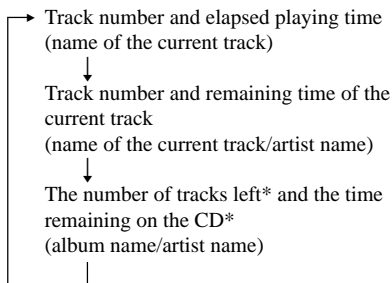 Track number and elapsed playing time
(name of the current track)
Track number and remaining time of the
current track
(name of the current track/artist name)
The number of tracks left* and the time
remaining on the CD*
(album name/artist name)